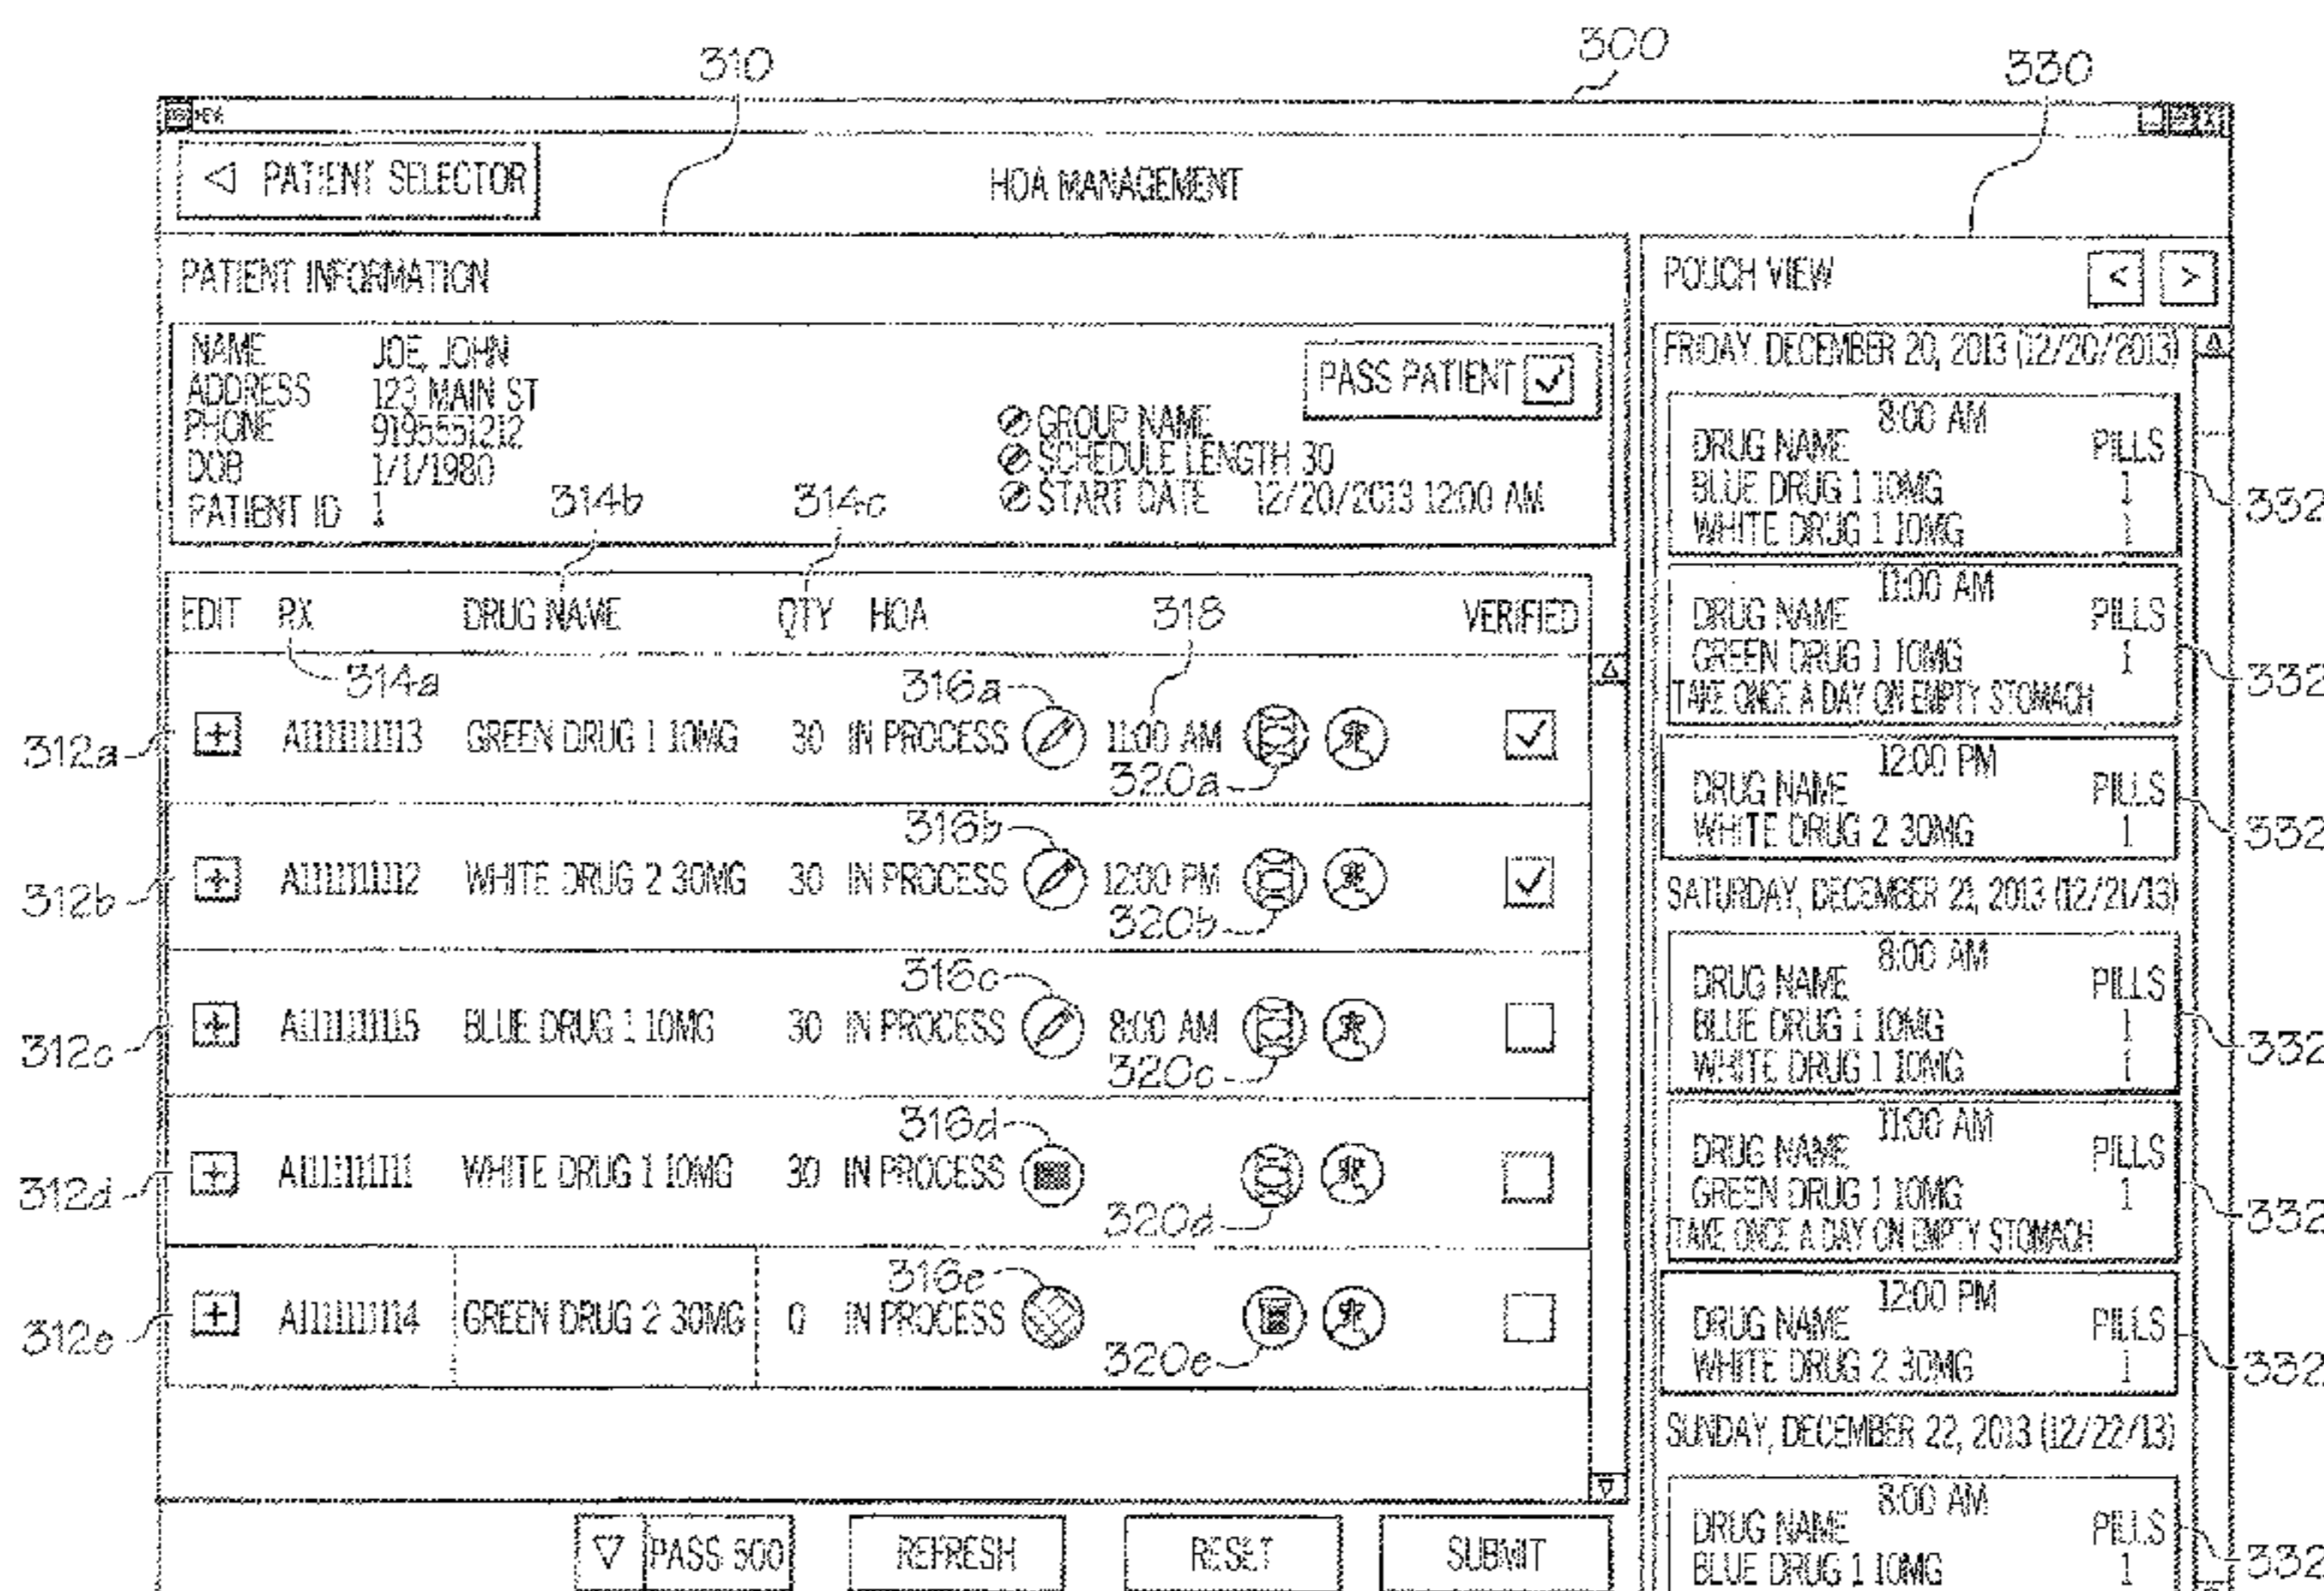 310
300
330
PATIENT SELECTOR
HOA MANAGEMENT
PATIENT INFORMATION
NAME JOE, JOHN
ADDRESS 123 MAIN ST
PHONE 9195551212
DOB 1/1/1980
PATIENT ID 1
PASS PATIENT
GROUP NAME
SCHEDULE LENGTH 30
START DATE 12/20/2013 12:00 AM
314b
314c
EDIT RX DRUG NAME QTY HOA 318 VERIFIED
314a
316a
312a + A1111111113 GREEN DRUG 1 10MG 30 IN PROCESS 11:00 AM
320a
316b
312b + A1111111112 WHITE DRUG 2 30MG 30 IN PROCESS 12:00 PM
320b
316c
312c + A1111111115 BLUE DRUG 1 10MG 30 IN PROCESS 8:00 AM
320c
316d
312d + A1111111111 WHITE DRUG 1 10MG 30 IN PROCESS
320d
316e
312e + A1111111114 GREEN DRUG 2 30MG 0 IN PROCESS
320e
PASS 600 REFRESH RESET SUBMIT
POUCH VIEW < >
FRIDAY, DECEMBER 20, 2013 (12/20/2013)
8:00 AM
DRUG NAME PILLS
BLUE DRUG 1 10MG 1
WHITE DRUG 1 10MG 1
332
11:00 AM
DRUG NAME PILLS
GREEN DRUG 1 10MG 1
TAKE ONCE A DAY ON EMPTY STOMACH
332
12:00 PM
DRUG NAME PILLS
WHITE DRUG 2 30MG 1
332
SATURDAY, DECEMBER 21, 2013 (12/21/13)
8:00 AM
DRUG NAME PILLS
BLUE DRUG 1 10MG 1
WHITE DRUG 1 10MG 1
332
11:00 AM
DRUG NAME PILLS
GREEN DRUG 1 10MG 1
TAKE ONCE A DAY ON EMPTY STOMACH
332
12:00 PM
DRUG NAME PILLS
WHITE DRUG 2 30MG 1
332
SUNDAY, DECEMBER 22, 2013 (12/22/13)
8:00 AM
DRUG NAME PILLS
BLUE DRUG 1 10MG 1
332